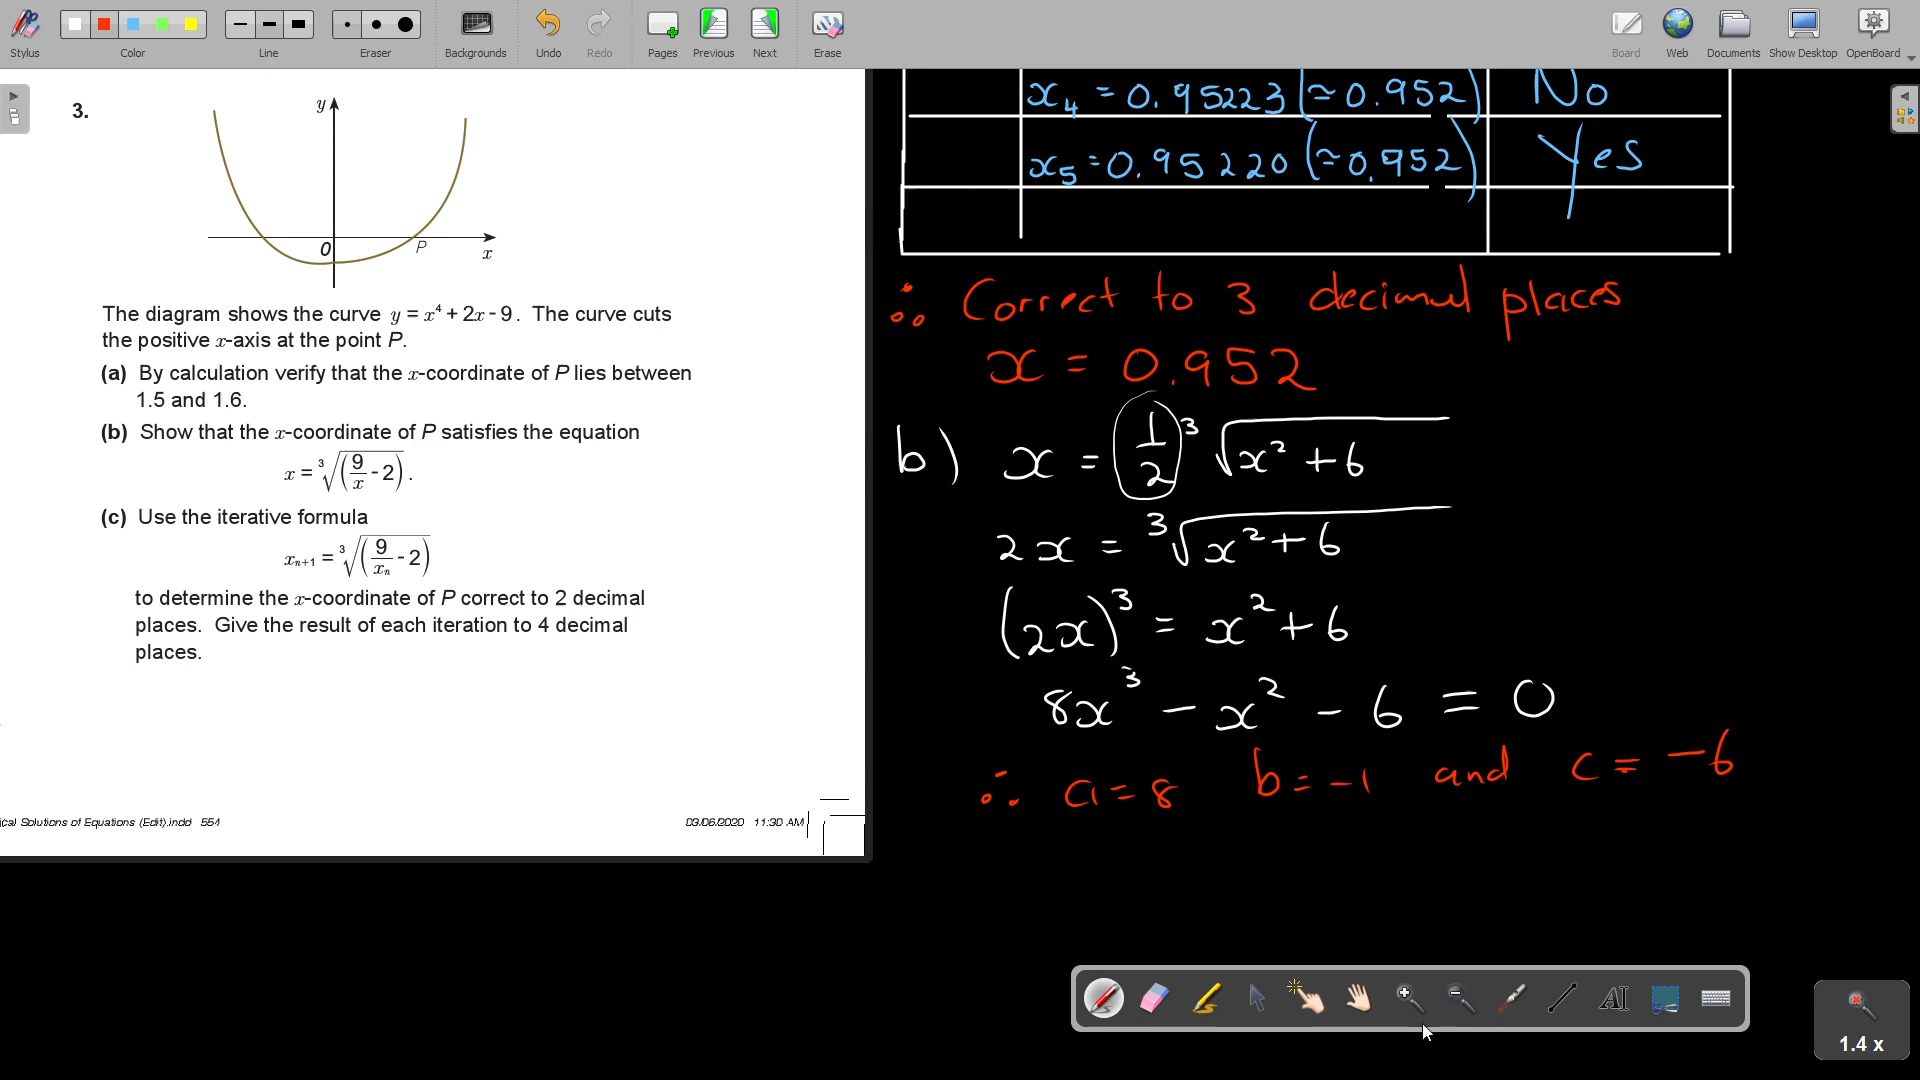 Stylus Color Line Eraser Backgrounds Undo Redo Pages Previous Next Erase Board Web Documents Show Desktop OpenBoard
3.
y
0
P
x
The diagram shows the curve y = x⁴ + 2x - 9. The curve cuts
the positive x-axis at the point P.
(a) By calculation verify that the x-coordinate of P lies between
1.5 and 1.6.
(b) Show that the x-coordinate of P satisfies the equation
x = ³√(9/x - 2).
(c) Use the iterative formula
xₙ₊₁ = ³√(9/xₙ - 2)
to determine the x-coordinate of P correct to 2 decimal
places. Give the result of each iteration to 4 decimal
places.
ical Solutions of Equations (Edit).indd 554
03/06/2020 11:30 AM
x₄ = 0.95223 (≃ 0.952) No
x₅ = 0.95220 (≃ 0.952) Yes
∴ Correct to 3 decimal places
x = 0.952
b) x = 1/2 ³√x² + 6
2x = ³√x² + 6
(2x)³ = x² + 6
8x³ - x² - 6 = 0
∴ a = 8 b = -1 and c = -6
1.4 x